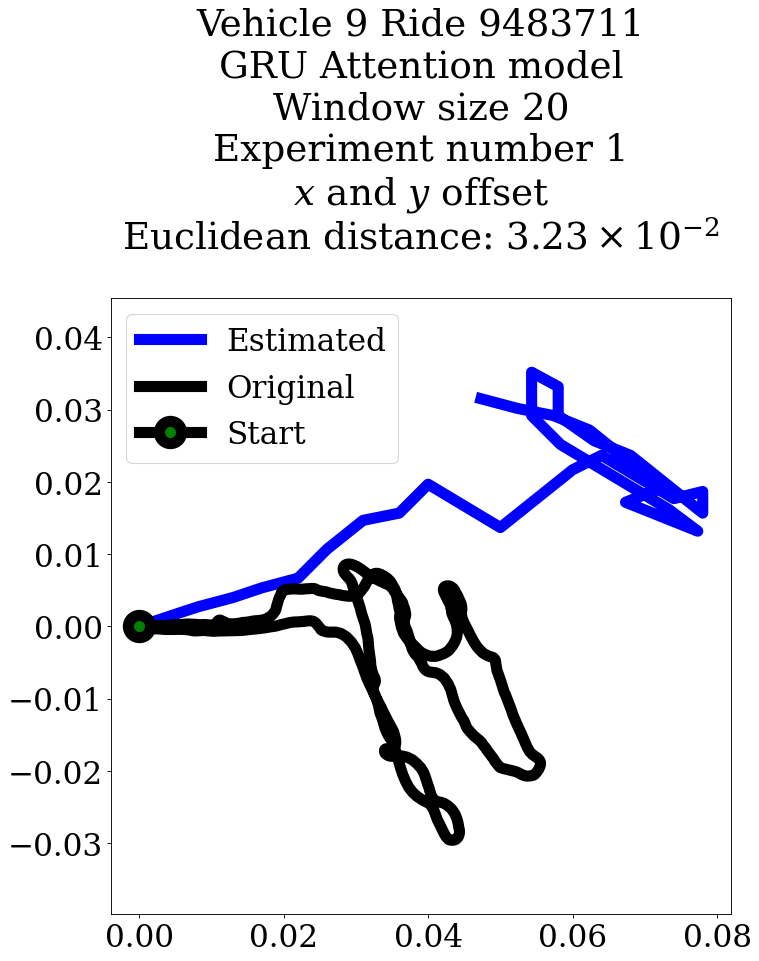 Vehicle 9 Ride 9483711
GRU Attention model
Window size 20
Experiment number 1
x and y offset
Euclidean distance: 3.23 × 10⁻²
Estimated
Original
Start
0.04
0.03
0.02
0.01
0.00
−0.01
−0.02
−0.03
0.00 0.02 0.04 0.06 0.08